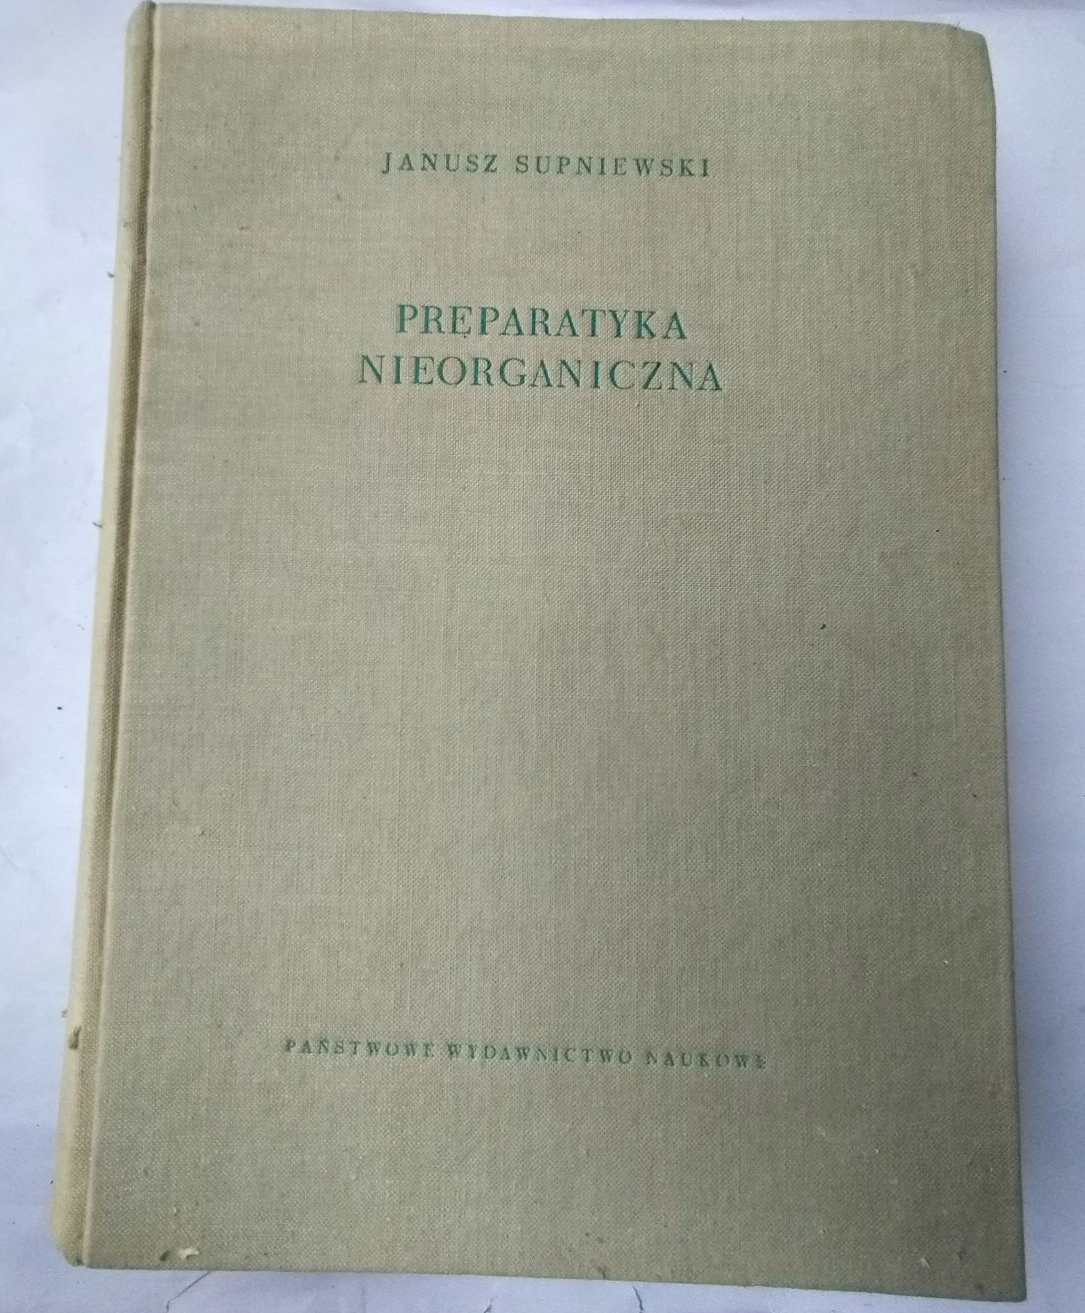 JANUSZ SUPNIEWSKI
PREPARATYKA
NIEORGANICZNA
PAŃSTWOWE WYDAWNICTWO NAUKOWE